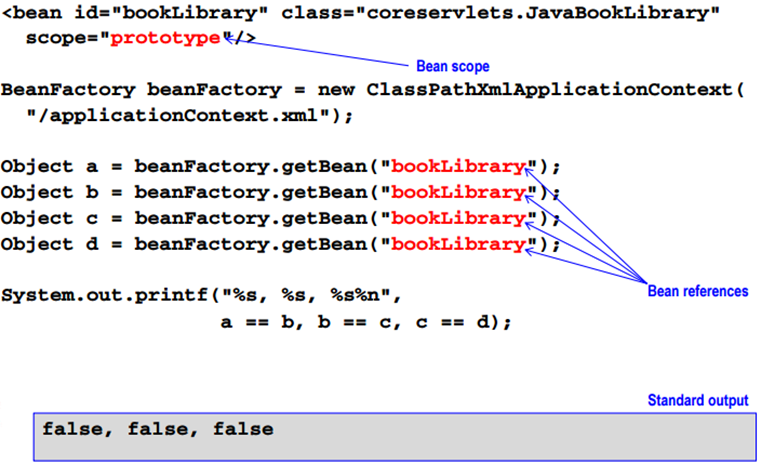 <bean id="bookLibrary" class="coreservlets.JavaBookLibrary"
scope="prototype"/>
Bean scope
BeanFactory beanFactory = new ClassPathXmlApplicationContext(
"/applicationContext.xml");
Object a = beanFactory.getBean("bookLibrary");
Object b = beanFactory.getBean("bookLibrary");
Object c = beanFactory.getBean("bookLibrary");
Object d = beanFactory.getBean("bookLibrary");
Bean references
System.out.printf("%s, %s, %s%n",
a == b, b == c, c == d);
Standard output
false, false, false